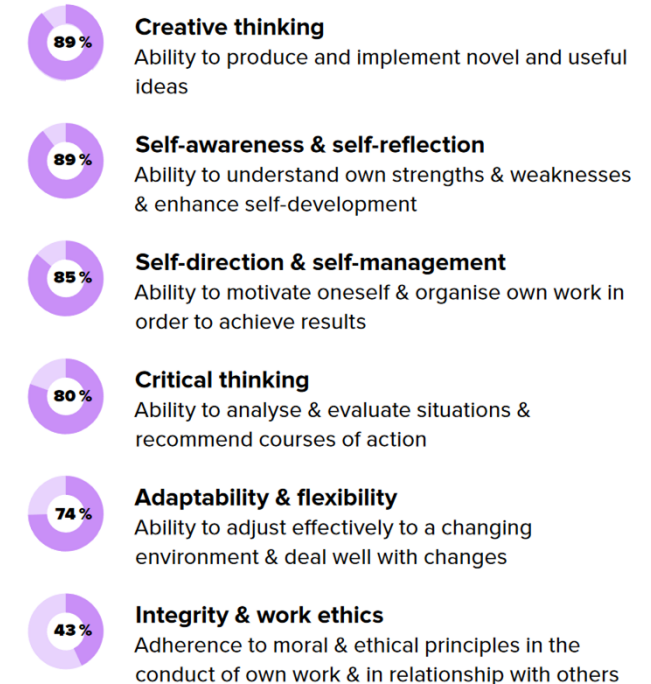 89 %
Creative thinking
Ability to produce and implement novel and useful
ideas
89 %
Self-awareness & self-reflection
Ability to understand own strengths & weaknesses
& enhance self-development
85 %
Self-direction & self-management
Ability to motivate oneself & organise own work in
order to achieve results
80 %
Critical thinking
Ability to analyse & evaluate situations &
recommend courses of action
74 %
Adaptability & flexibility
Ability to adjust effectively to a changing
environment & deal well with changes
43 %
Integrity & work ethics
Adherence to moral & ethical principles in the
conduct of own work & in relationship with others